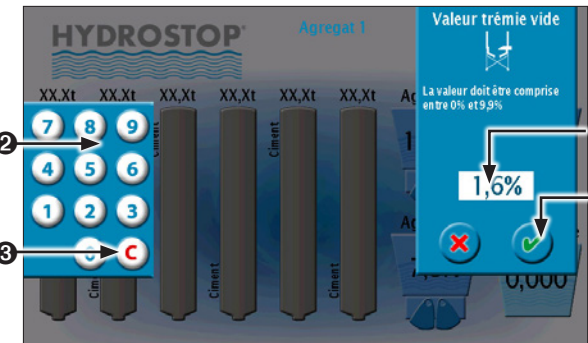 HYDROSTOP
Agregat 1
Valeur trémie vide
La valeur doit être comprise
entre 0% et 9,9%
XX,Xt XX,Xt XX,Xt XX,Xt XX,Xt XX,Xt
Ciment Ciment
7 8 9
4 5 6
1 2 3
C
2
3
1,6%
Ciment Ciment Ciment
0,000